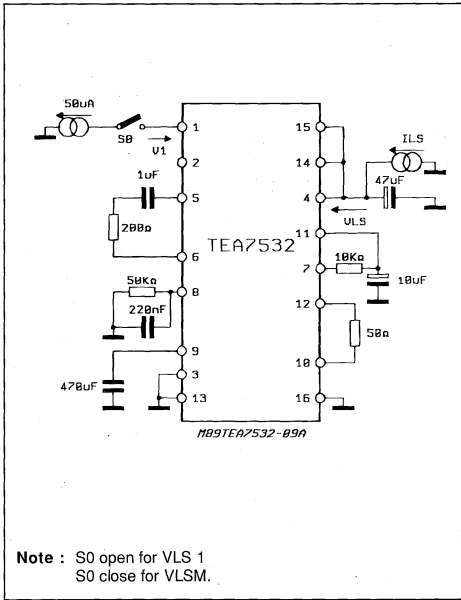 50uA
S0
V1
1
2
1uF
5
200Ω
6
50KΩ
8
220nF
9
470uF
3
13
TEA7532
15
14
4
ILS
47uF
VLS
11
10KΩ
7
10uF
12
50Ω
10
16
M89TEA7532-09A
Note : S0 open for VLS 1
S0 close for VLSM.